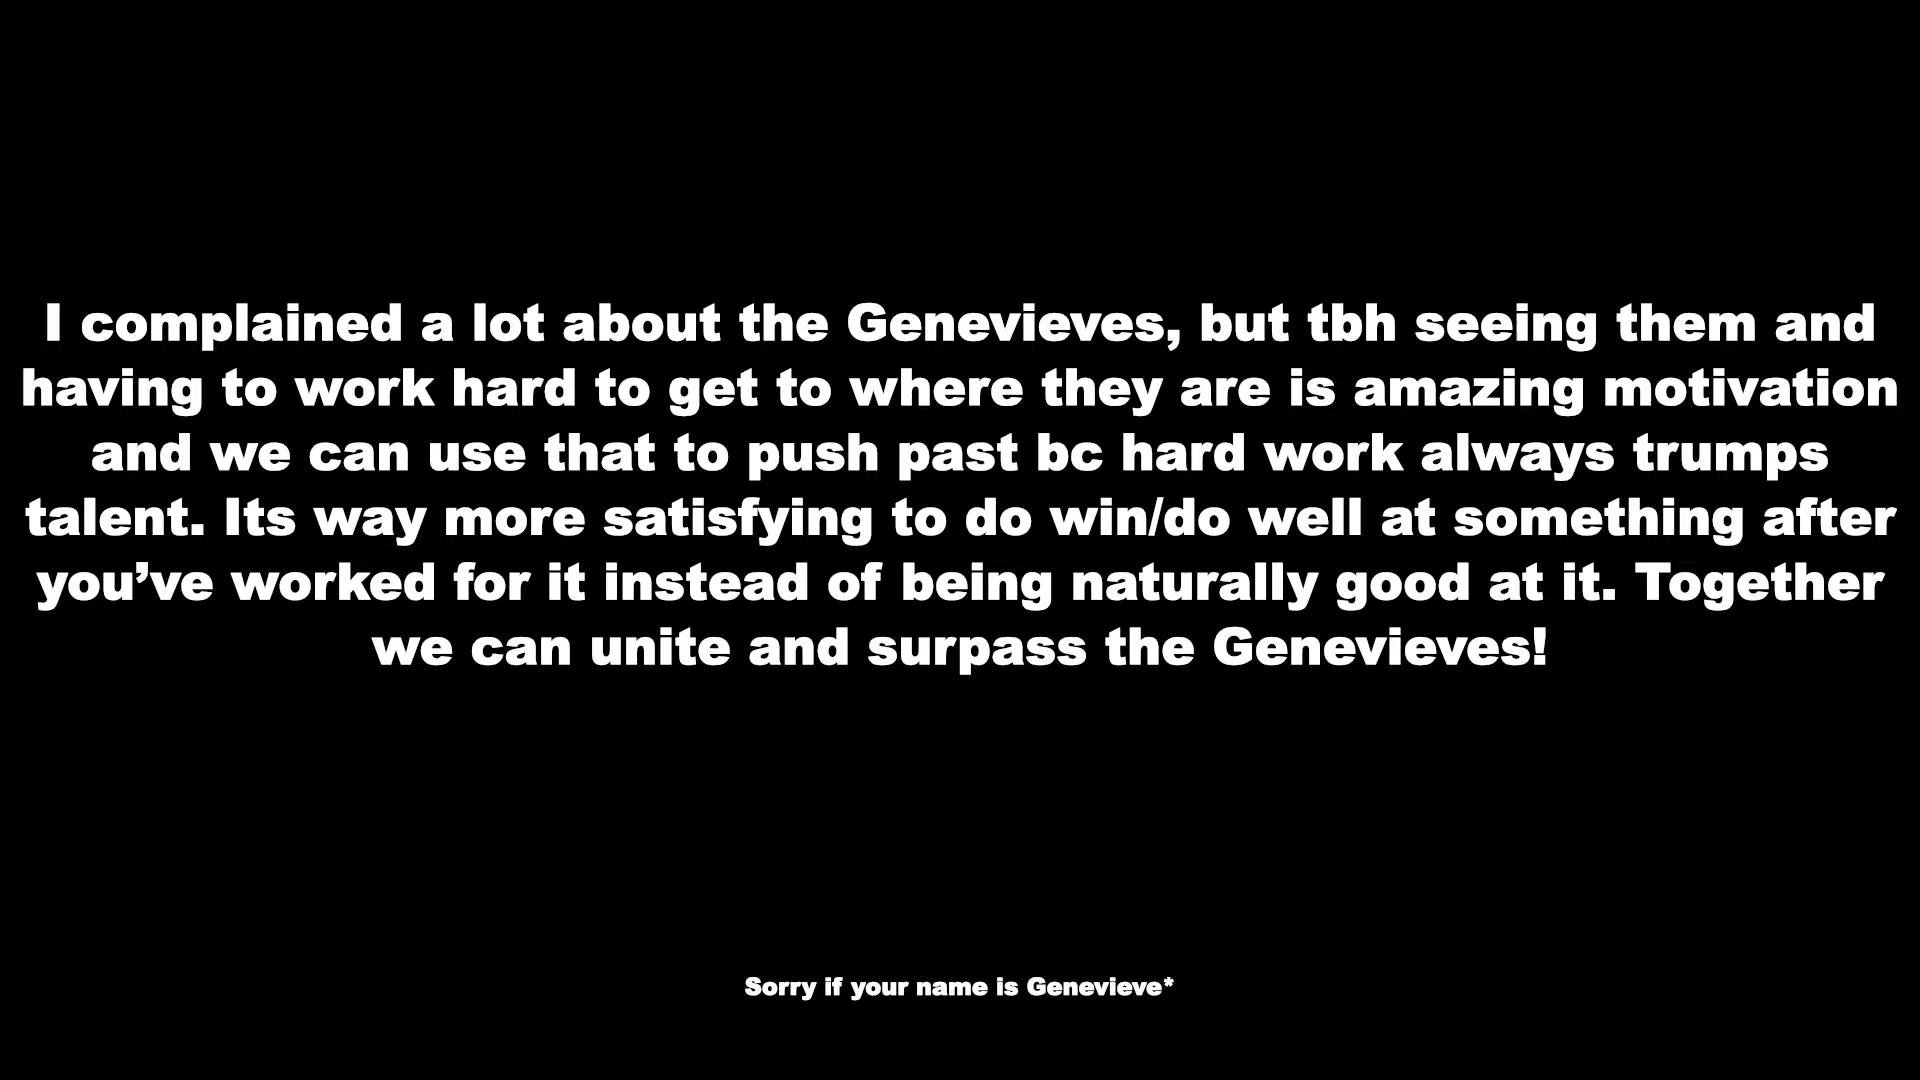 I complained a lot about the Genevieves, but tbh seeing them and
having to work hard to get to where they are is amazing motivation
and we can use that to push past bc hard work always trumps
talent. Its way more satisfying to do win/do well at something after
you’ve worked for it instead of being naturally good at it. Together
we can unite and surpass the Genevieves!
Sorry if your name is Genevieve*